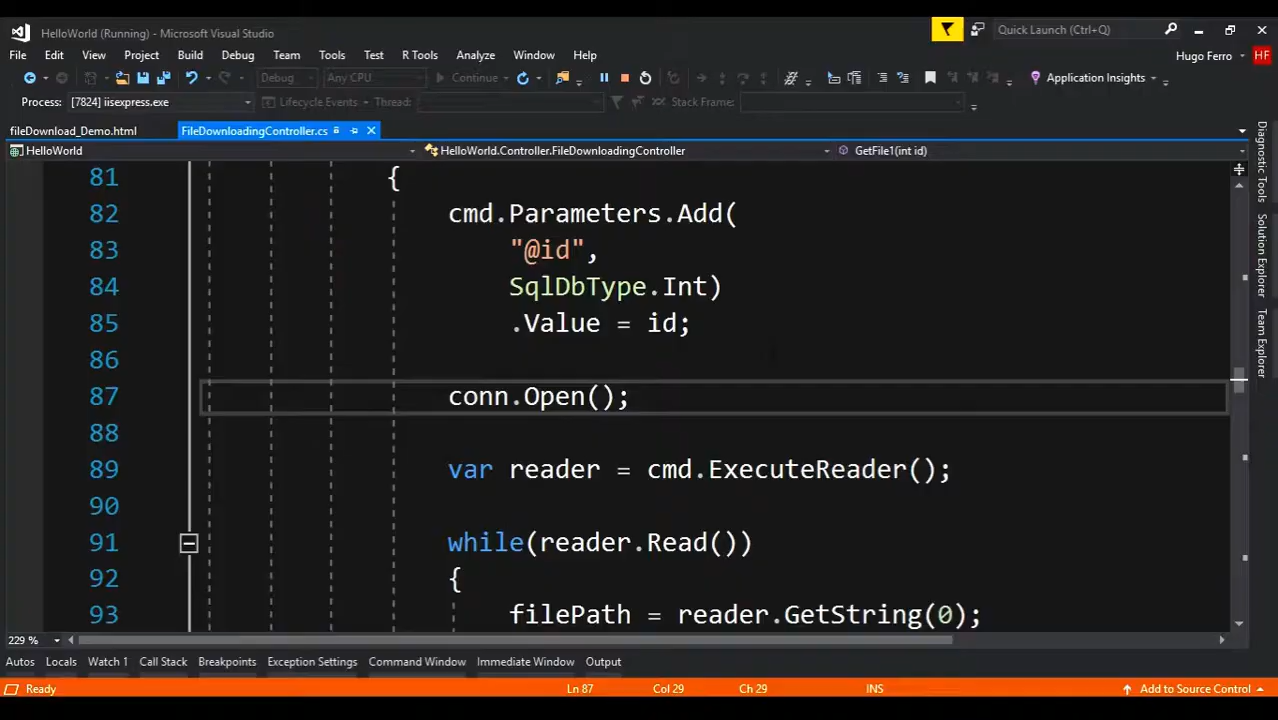 HelloWorld (Running) - Microsoft Visual Studio
Quick Launch (Ctrl+Q)
File Edit View Project Build Debug Team Tools Test R Tools Analyze Window Help
Hugo Ferro HF
Debug Any CPU Continue Application Insights
Process: [7824] iisexpress.exe Lifecycle Events Thread: Stack Frame:
fileDownload_Demo.html FileDownloadingController.cs
HelloWorld HelloWorld.Controller.FileDownloadingController GetFile1(int id)
81 {
82 cmd.Parameters.Add(
83 "@id",
84 SqlDbType.Int)
85 .Value = id;
86
87 conn.Open();
88
89 var reader = cmd.ExecuteReader();
90
91 while(reader.Read())
92 {
93 filePath = reader.GetString(0);
229 %
Autos Locals Watch 1 Call Stack Breakpoints Exception Settings Command Window Immediate Window Output
Ready Ln 87 Col 29 Ch 29 INS Add to Source Control
Diagnostic Tools
Solution Explorer
Team Explorer